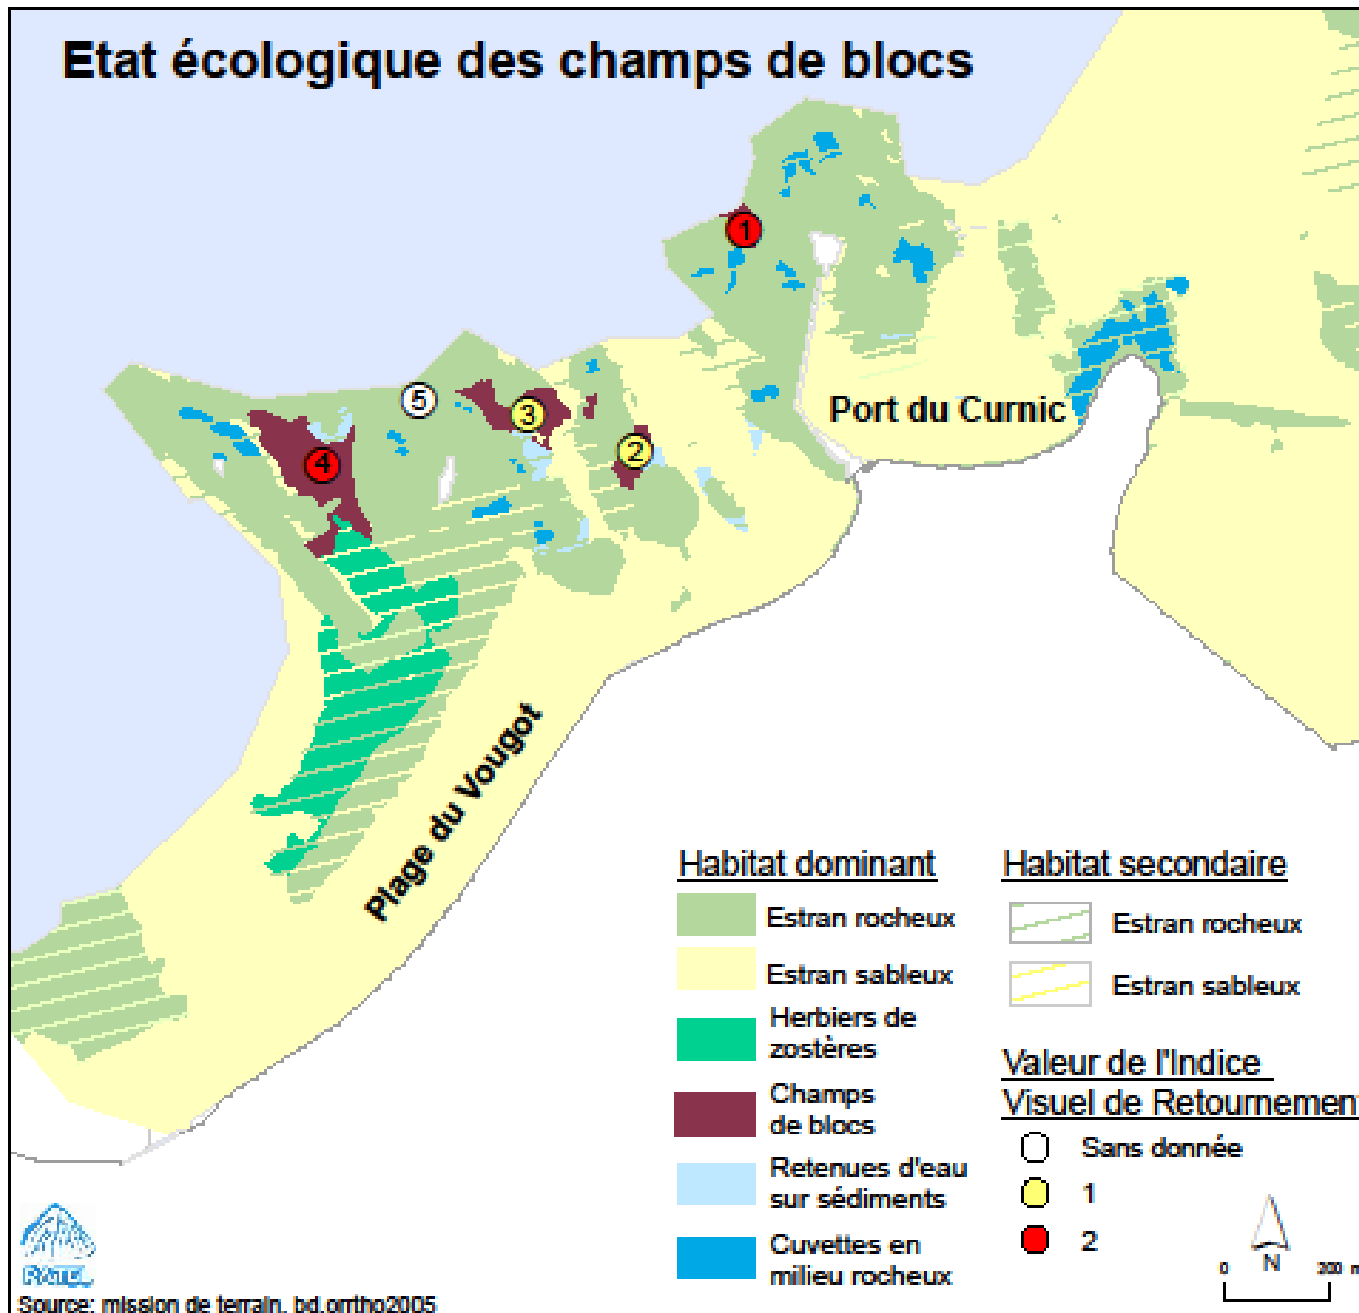 Etat écologique des champs de blocs
1
5
3
2
4
Port du Curnic
Plage du Vougot
Habitat dominant
Estran rocheux
Estran sableux
Herbiers de
zostères
Champs
de blocs
Retenues d'eau
sur sédiments
Cuvettes en
milieu rocheux
Habitat secondaire
Estran rocheux
Estran sableux
Valeur de l'Indice
Visuel de Retournement
Sans donnée
1
2
N
0 200 m
Source: mission de terrain, bd.orrtho2005